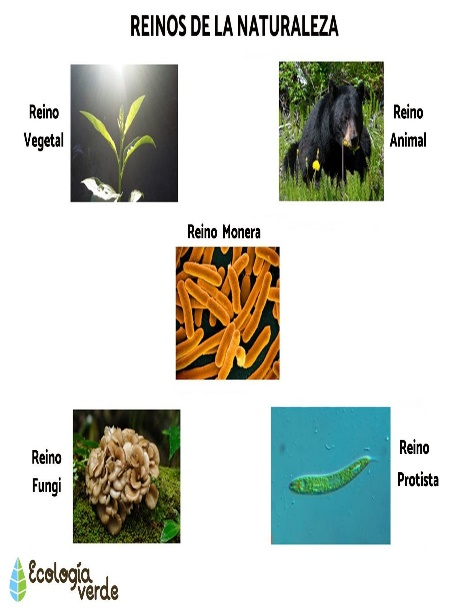 REINOS DE LA NATURALEZA
Reino
Vegetal
Reino
Animal
Reino Monera
Reino
Fungi
Reino
Protista
Ecología
verde